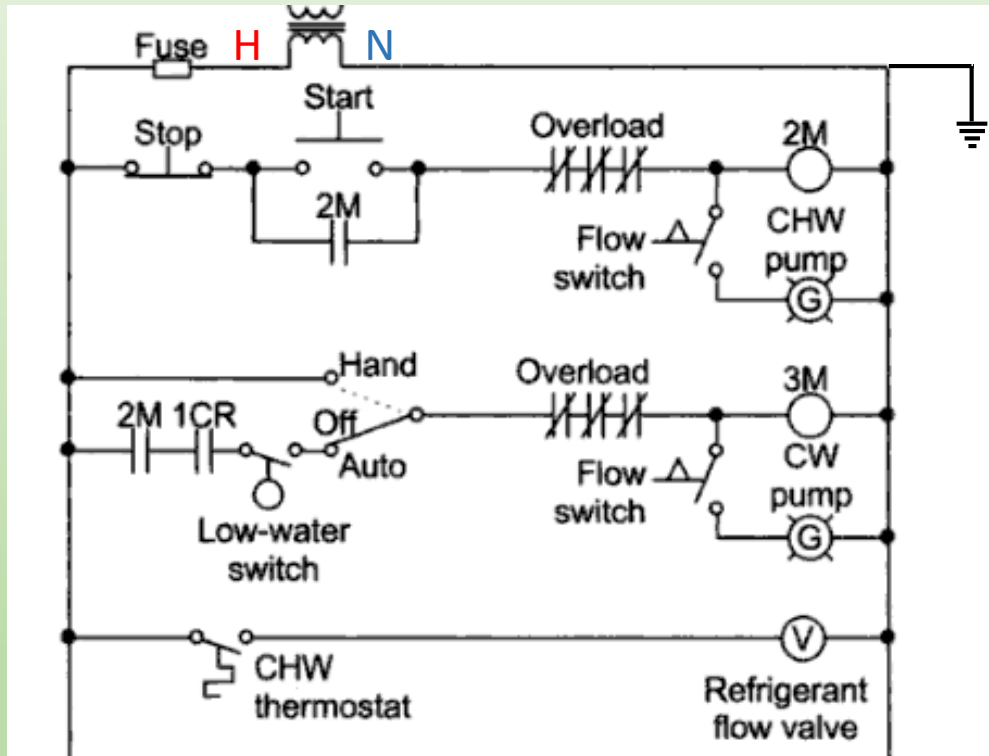 Fuse H N
Start
Stop
Overload
2M
2M
CHW
pump
Flow
switch
G
Hand
Overload
3M
2M 1CR
Off
Auto
CW
pump
Flow
switch
G
Low-water
switch
CHW
thermostat
V
Refrigerant
flow valve